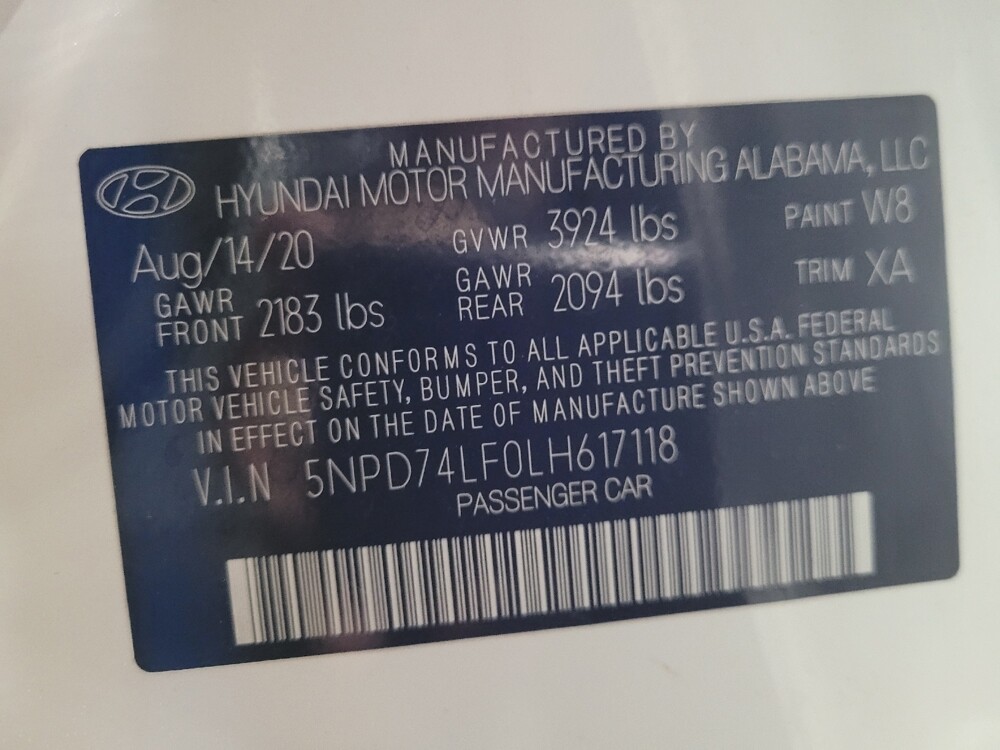 MANUFACTURED BY
HYUNDAI MOTOR MANUFACTURING ALABAMA, LLC
Aug/14/20 GVWR 3924 lbs PAINT W8
GAWR FRONT 2183 lbs GAWR REAR 2094 lbs TRIM XA
THIS VEHICLE CONFORMS TO ALL APPLICABLE U.S.A. FEDERAL
MOTOR VEHICLE SAFETY, BUMPER, AND THEFT PREVENTION STANDARDS
IN EFFECT ON THE DATE OF MANUFACTURE SHOWN ABOVE
V.I.N 5NPD74LF0LH617118
PASSENGER CAR